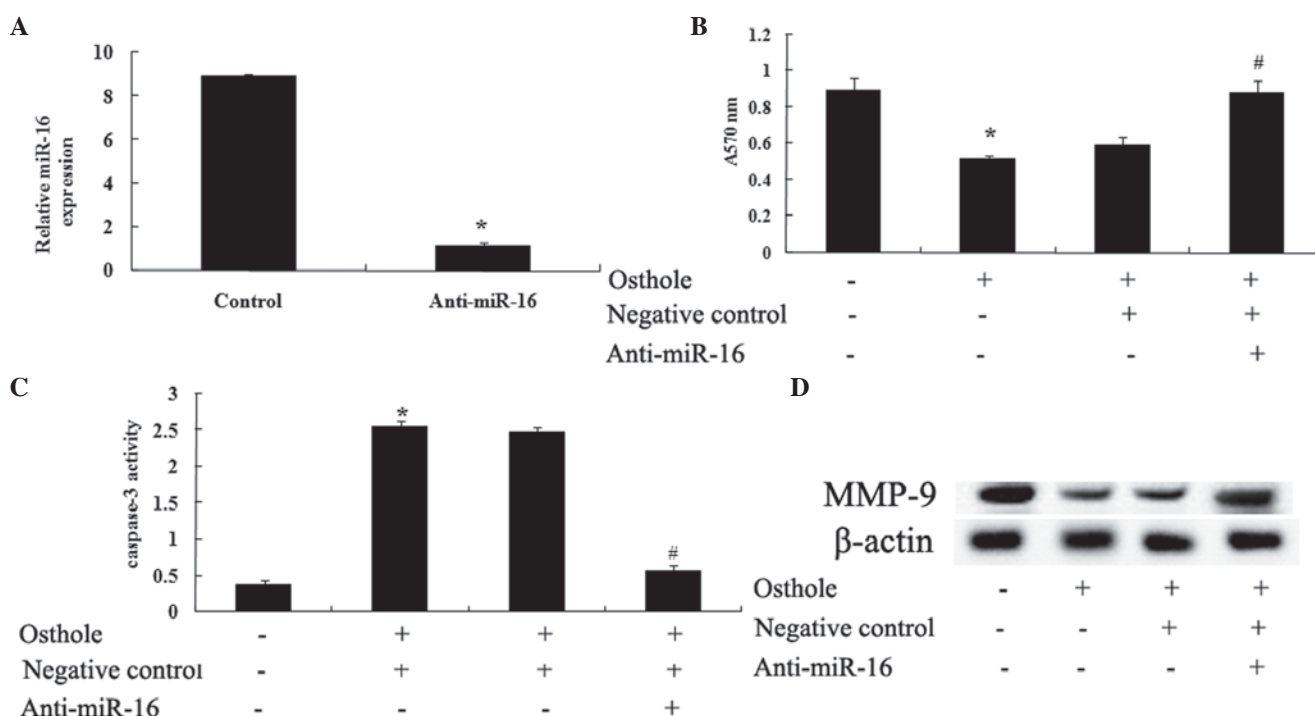 A
10
8
6
4
2
0
Relative miR-16
expression
*
Control
Anti-miR-16
B
1.2
1
0.8
0.6
0.4
0.2
0
A570 nm
*
#
Osthole - + + +
Negative control - - + +
Anti-miR-16 - - - +
C
3
2.5
2
1.5
1
0.5
0
caspase-3 activity
*
#
Osthole - + + +
Negative control - + + +
Anti-miR-16 - - - +
D
MMP-9
β-actin
Osthole - + + +
Negative control - - + +
Anti-miR-16 - - - +